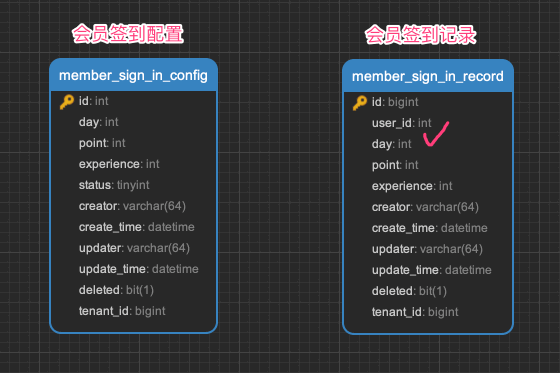 会员签到配置
member_sign_in_config
id: int
day: int
point: int
experience: int
status: tinyint
creator: varchar(64)
create_time: datetime
updater: varchar(64)
update_time: datetime
deleted: bit(1)
tenant_id: bigint
会员签到记录
member_sign_in_record
id: bigint
user_id: int
day: int
point: int
experience: int
creator: varchar(64)
create_time: datetime
updater: varchar(64)
update_time: datetime
deleted: bit(1)
tenant_id: bigint